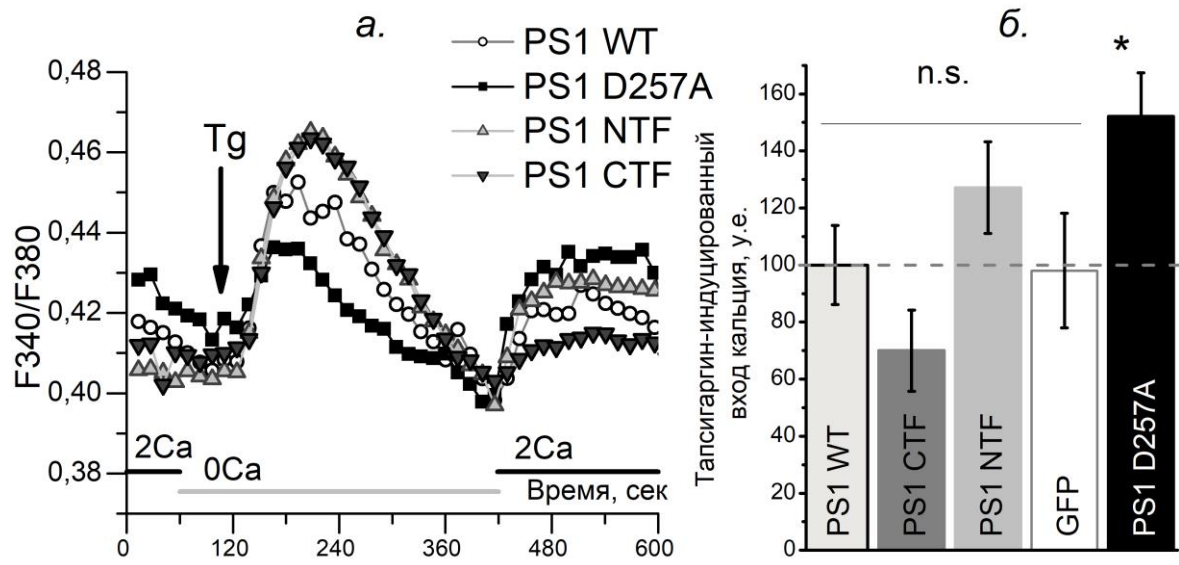 а.
PS1 WT
PS1 D257A
PS1 NTF
PS1 CTF
0,48
0,46
0,44
0,42
0,40
0,38
F340/F380
Tg
2Ca
0Ca
2Ca
Время, сек
0
120
240
360
480
600
б.
n.s.
*
Тапсигаргин-индуцированный
вход кальция, у.е.
160
140
120
100
80
60
40
20
0
PS1 WT
PS1 CTF
PS1 NTF
GFP
PS1 D257A